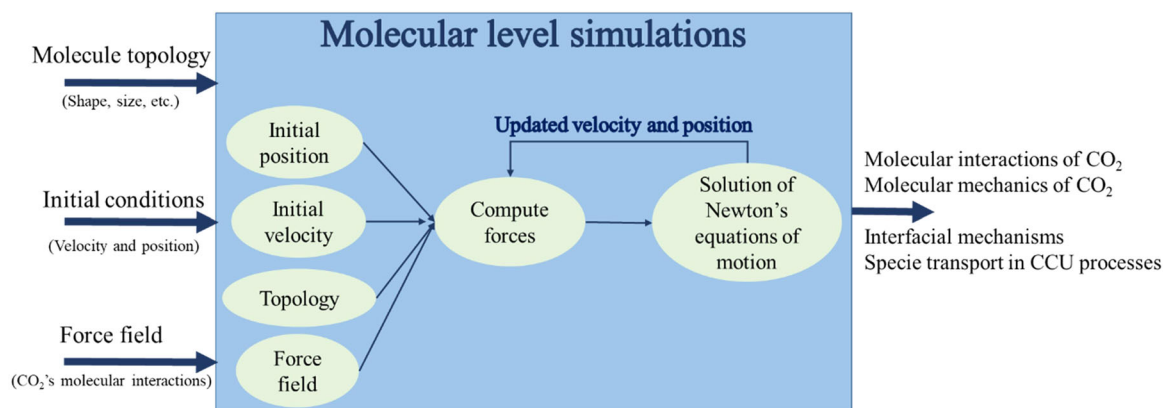 Molecular level simulations
Molecule topology
(Shape, size, etc.)
Initial conditions
(Velocity and position)
Force field
(CO₂'s molecular interactions)
Initial
position
Initial
velocity
Topology
Force
field
Updated velocity and position
Compute
forces
Solution of
Newton's
equations of
motion
Molecular interactions of CO₂
Molecular mechanics of CO₂
Interfacial mechanisms
Specie transport in CCU processes